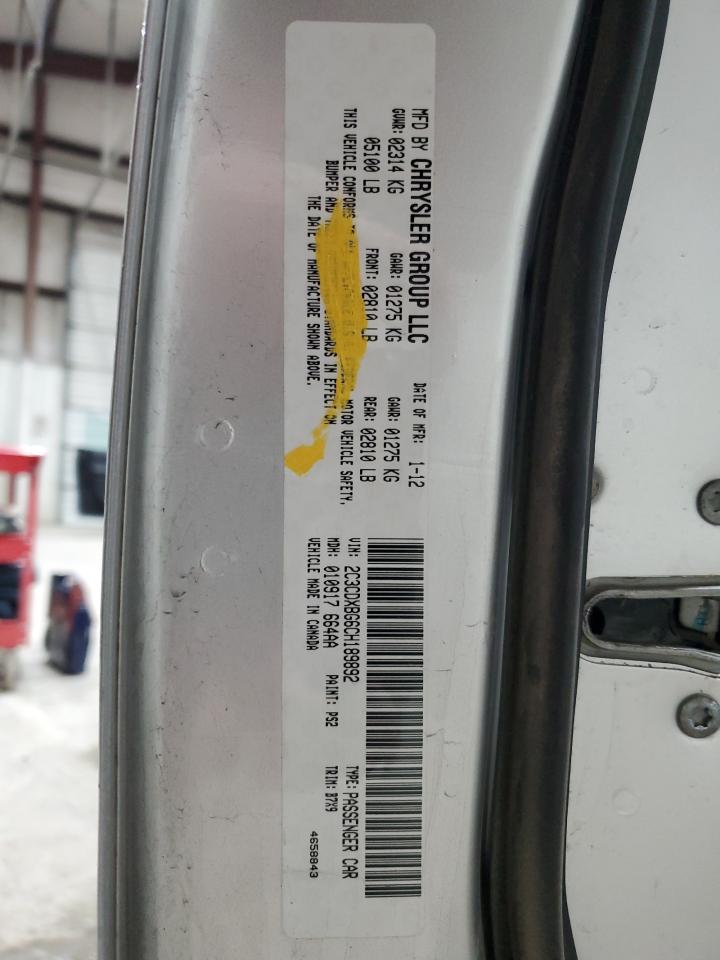 MFD BY CHRYSLER GROUP LLC
DATE OF MFR: 1-12
GVWR: 02314 KG
GAWR: 01275 KG
GAWR: 01275 KG
05100 LB
FRONT: 02810 LB
REAR: 02810 LB
THIS VEHICLE CONFORMS MOTOR VEHICLE SAFETY,
BUMPER AND STANDARDS IN EFFECT ON
THE DATE OF MANUFACTURE SHOWN ABOVE.
VIN: 2C3CDXBG6CH189892
TYPE: PASSENGER CAR
MDH: 010917 664AA
PAINT: PS2
TRIM: B7X9
VEHICLE MADE IN CANADA
4658843